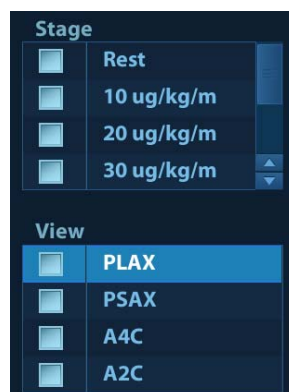 Stage
Rest
10 ug/kg/m
20 ug/kg/m
30 ug/kg/m
View
PLAX
PSAX
A4C
A2C